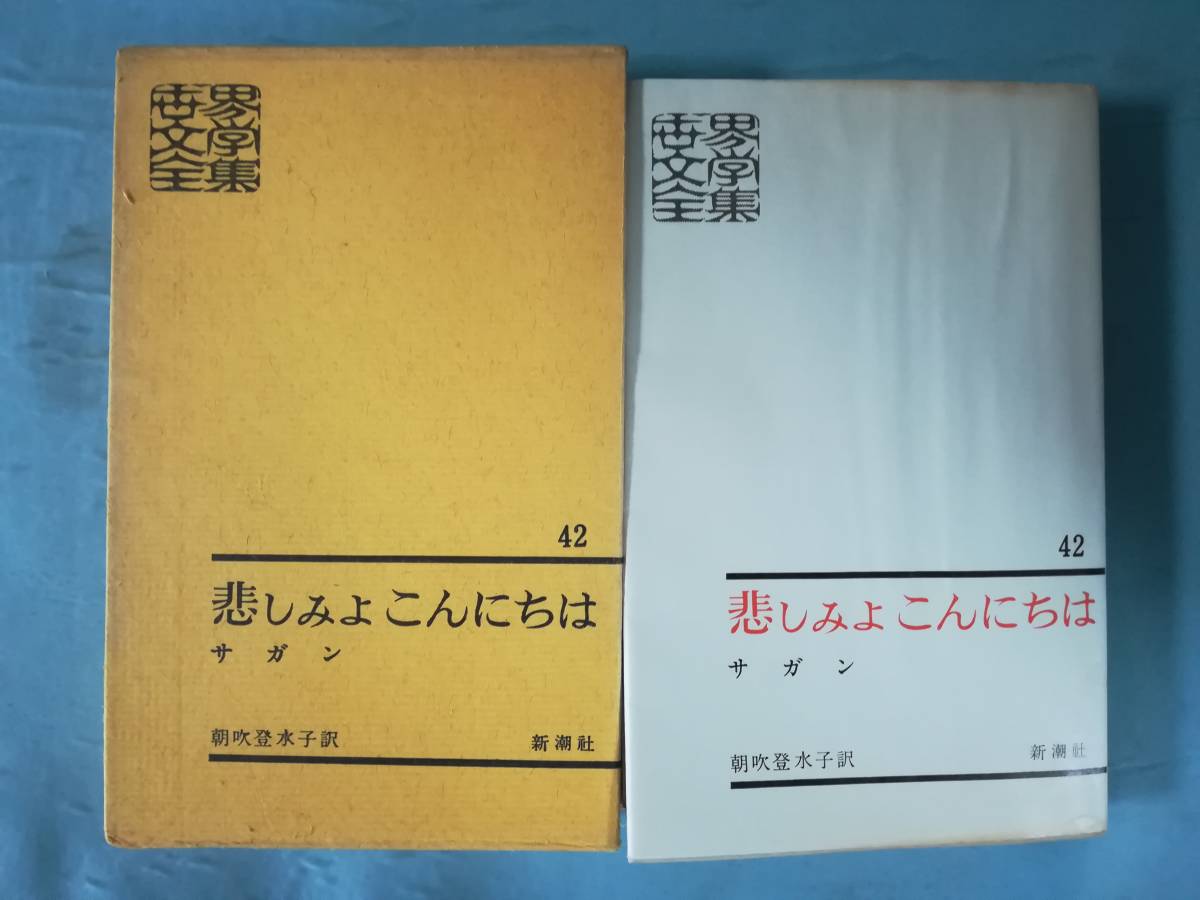 世界
文学
全集
42
悲しみよ こんにちは
サガン
朝吹登水子訳
新潮社
世界
文学
全集
42
悲しみよ こんにちは
サガン
朝吹登水子訳
新潮社